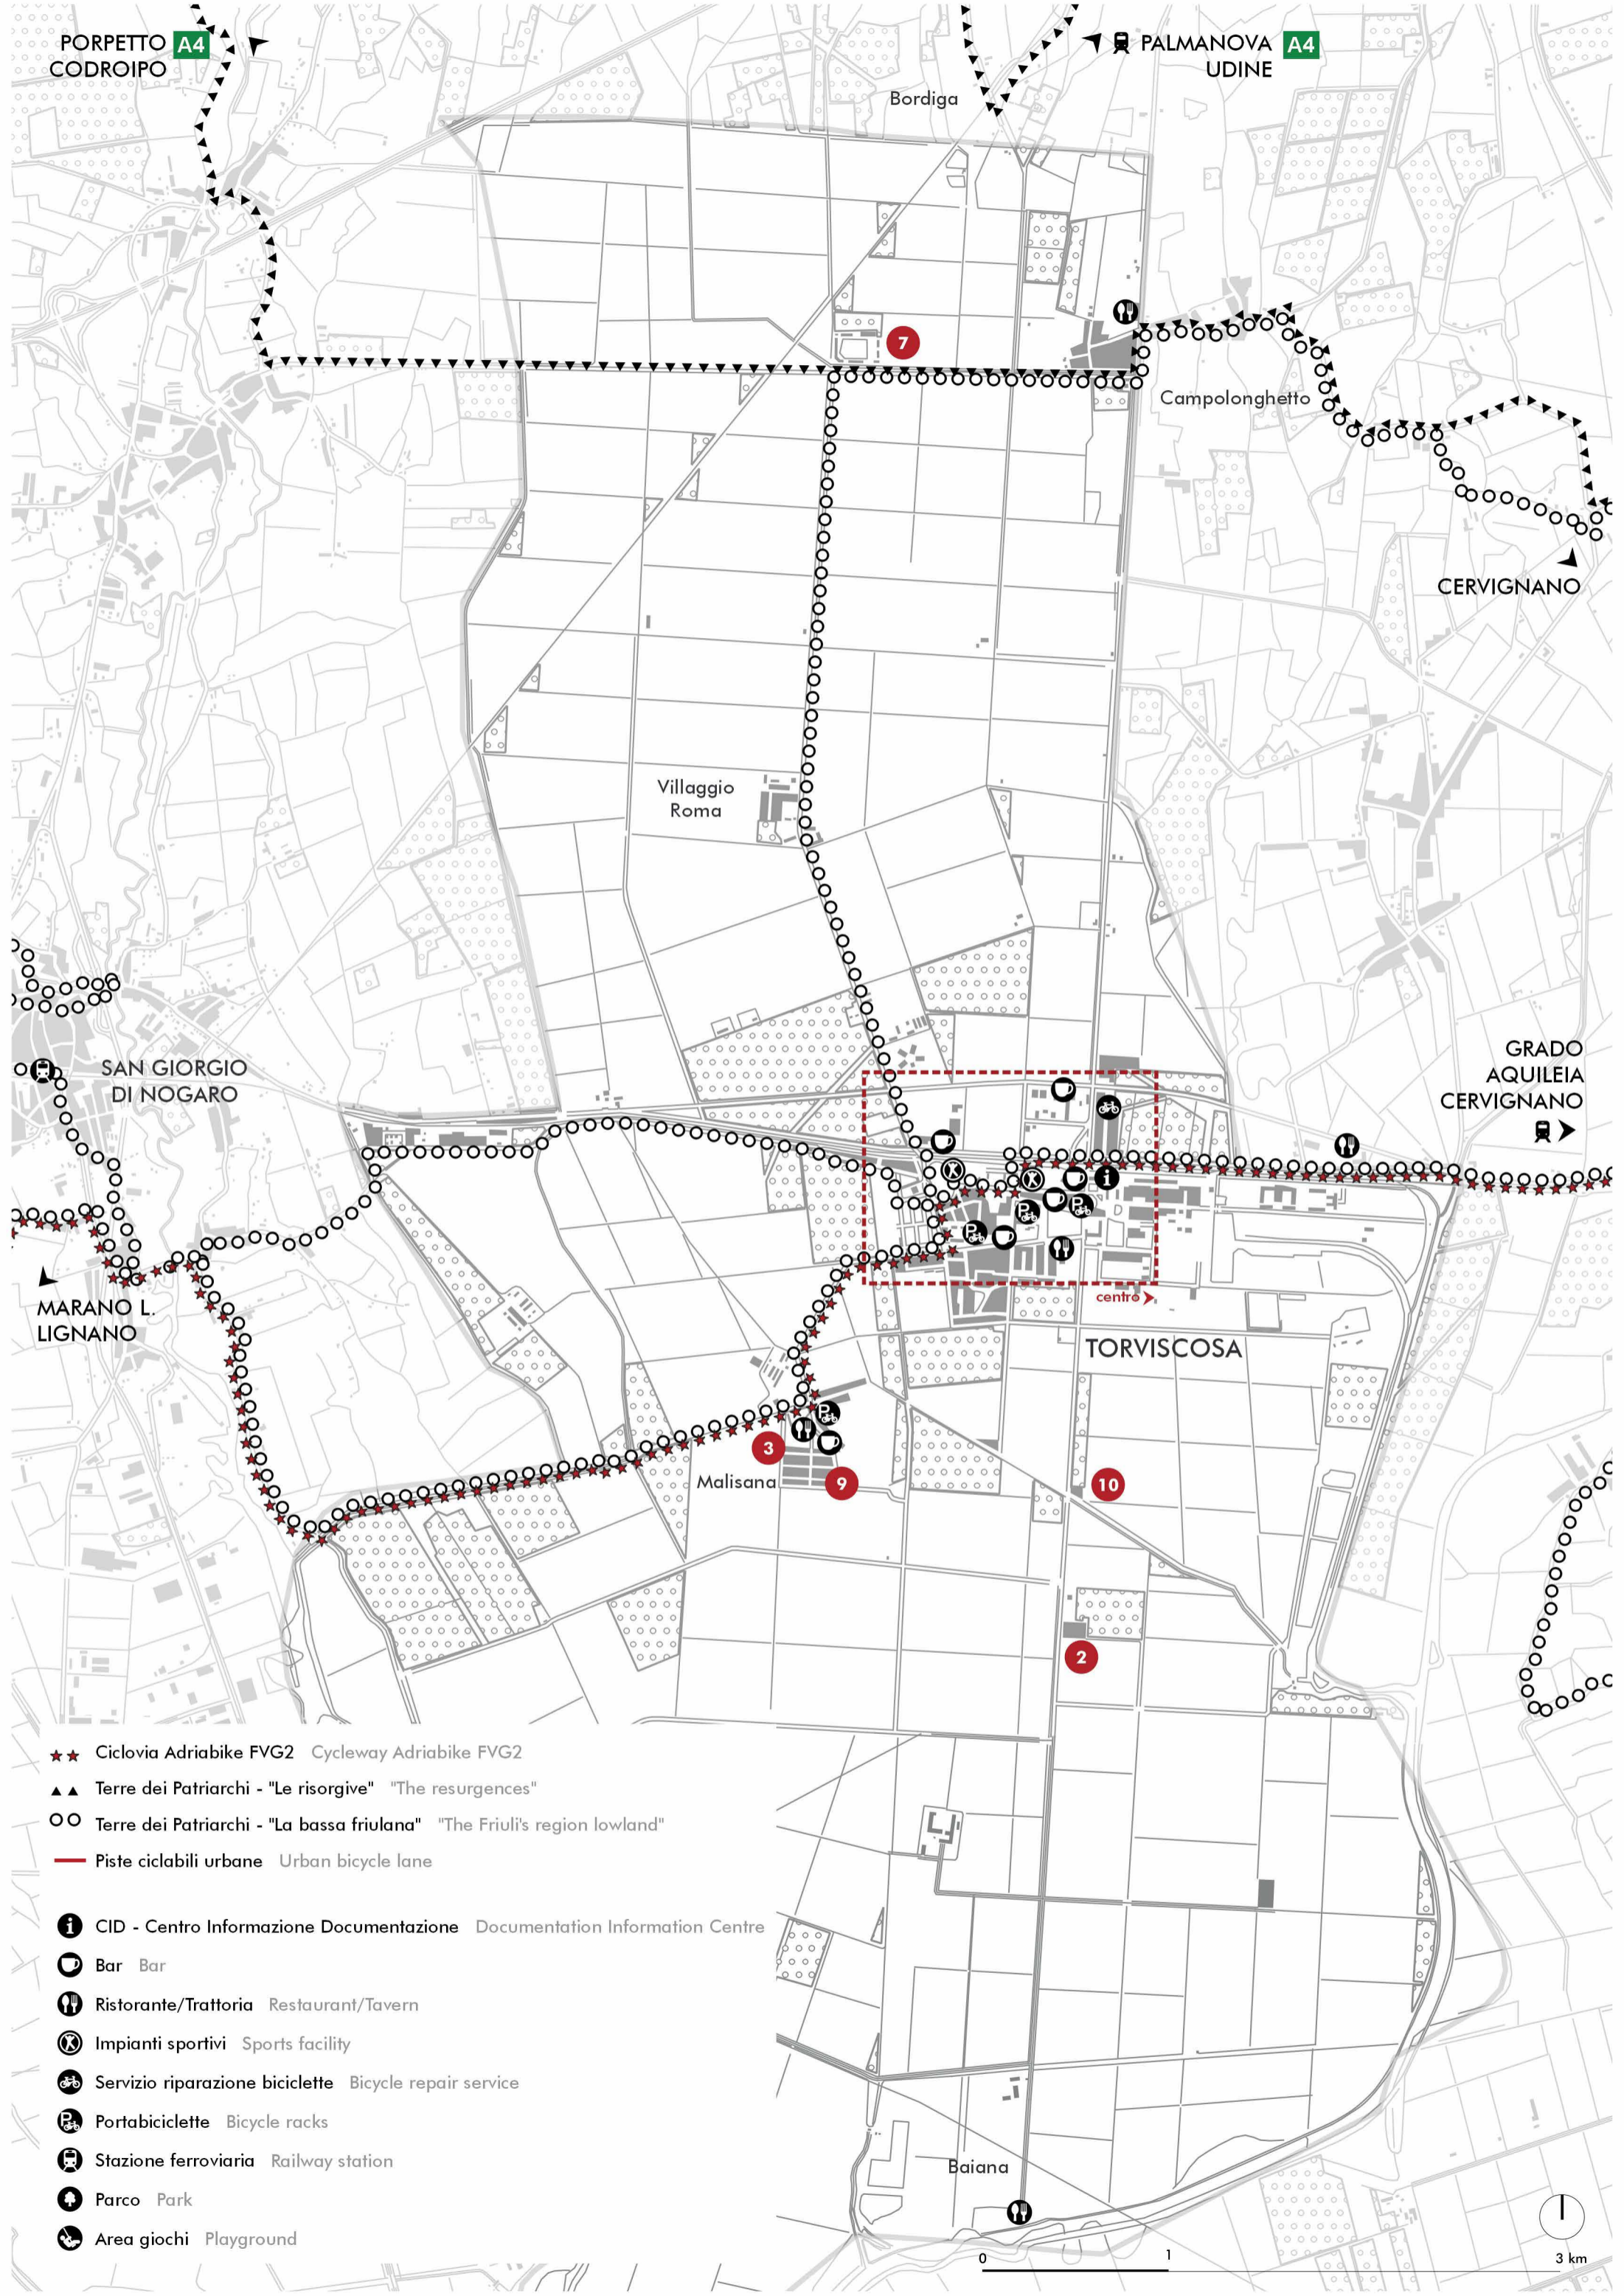 PORPETTO A4
CODROIPO
PALMANOVA A4
UDINE
Bordiga
7
Campolonghetto
CERVIGNANO
Villaggio
Roma
SAN GIORGIO
DI NOGARO
GRADO
AQUILEIA
CERVIGNANO
i
P
P
P
MARANO L.
LIGNANO
centro
TORVISCOSA
P
3
Malisana
9
10
2
Ciclovia Adriabike FVG2 Cycleway Adriabike FVG2
Terre dei Patriarchi - "Le risorgive" "The resurgences"
Terre dei Patriarchi - "La bassa friulana" "The Friuli's region lowland"
Piste ciclabili urbane Urban bicycle lane
i CID - Centro Informazione Documentazione Documentation Information Centre
Bar Bar
Ristorante/Trattoria Restaurant/Tavern
Impianti sportivi Sports facility
Servizio riparazione biciclette Bicycle repair service
P Portabiciclette Bicycle racks
Stazione ferroviaria Railway station
Parco Park
Area giochi Playground
Baiana
0 1 3 km